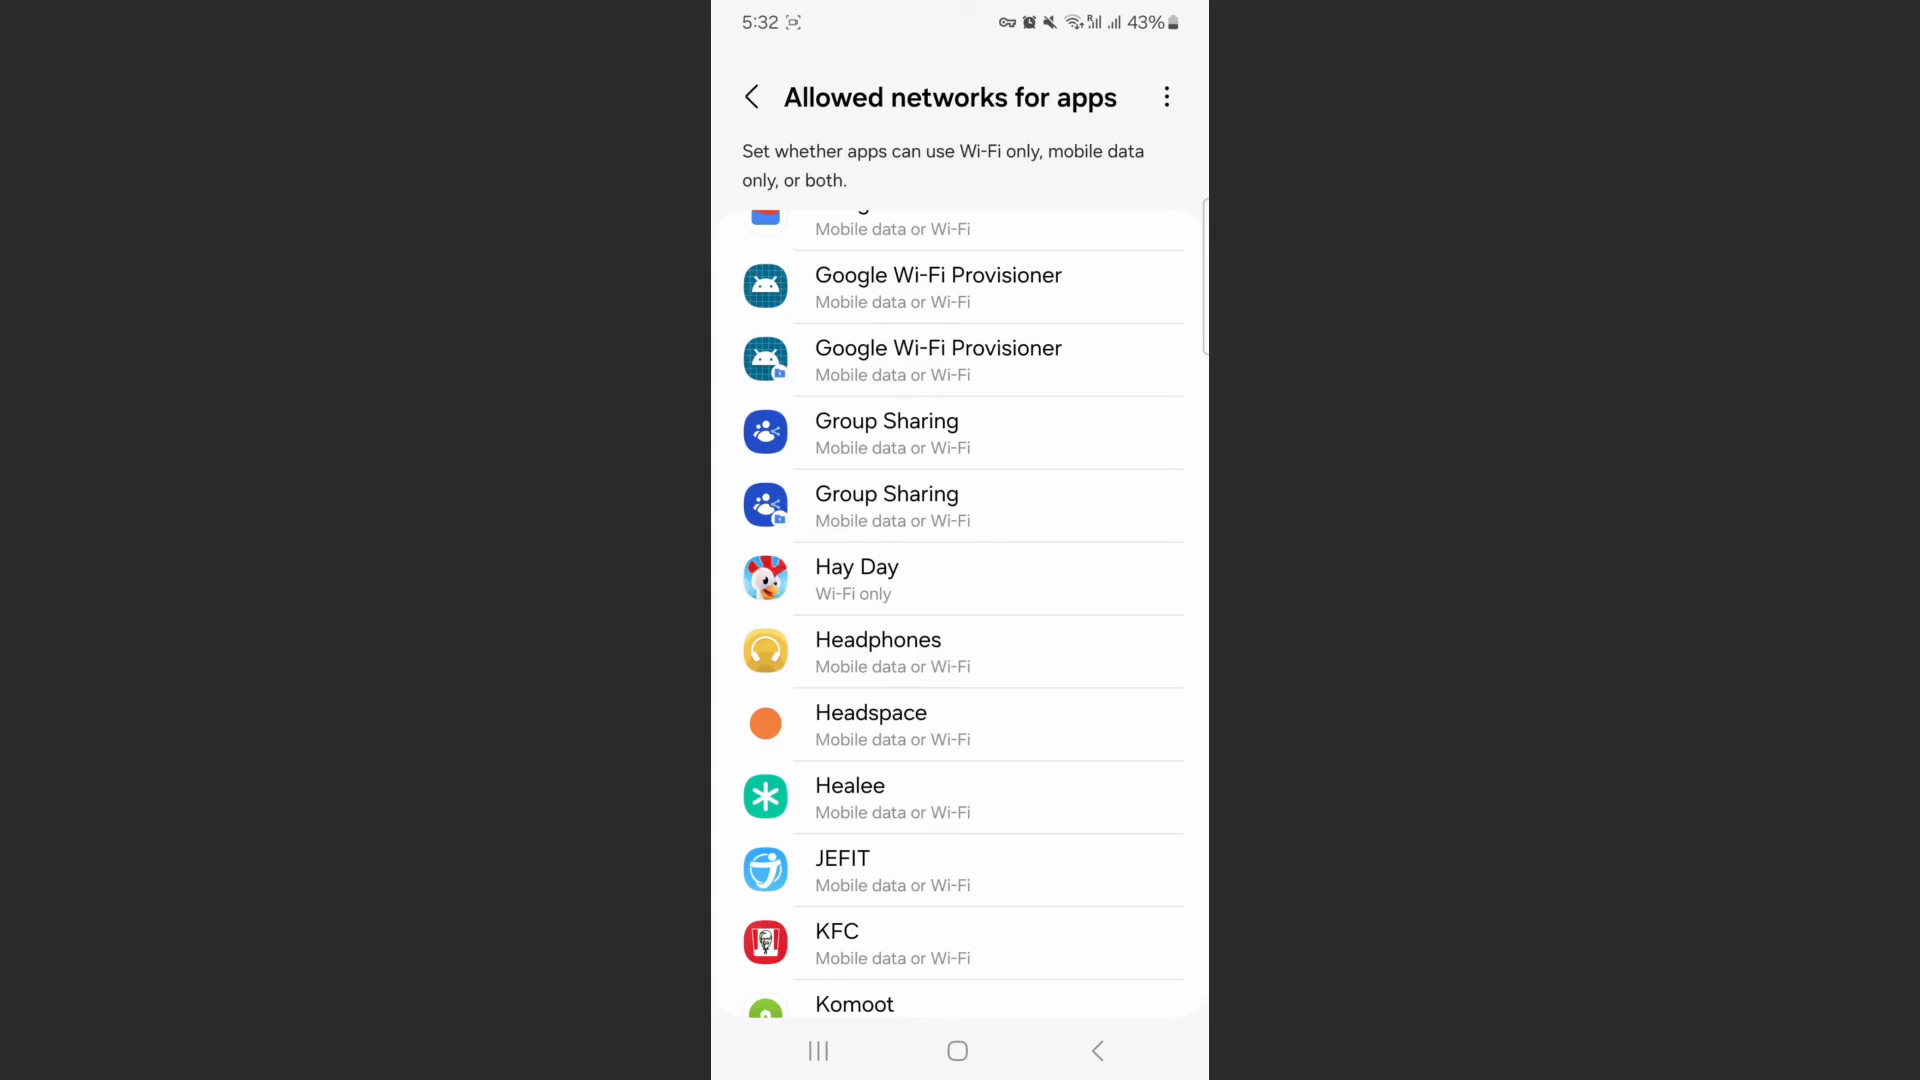 5:32
43%
Allowed networks for apps
Set whether apps can use Wi-Fi only, mobile data
only, or both.
Mobile data or Wi-Fi
Google Wi-Fi Provisioner
Mobile data or Wi-Fi
Google Wi-Fi Provisioner
Mobile data or Wi-Fi
Group Sharing
Mobile data or Wi-Fi
Group Sharing
Mobile data or Wi-Fi
Hay Day
Wi-Fi only
Headphones
Mobile data or Wi-Fi
Headspace
Mobile data or Wi-Fi
Healee
Mobile data or Wi-Fi
JEFIT
Mobile data or Wi-Fi
KFC
Mobile data or Wi-Fi
Komoot